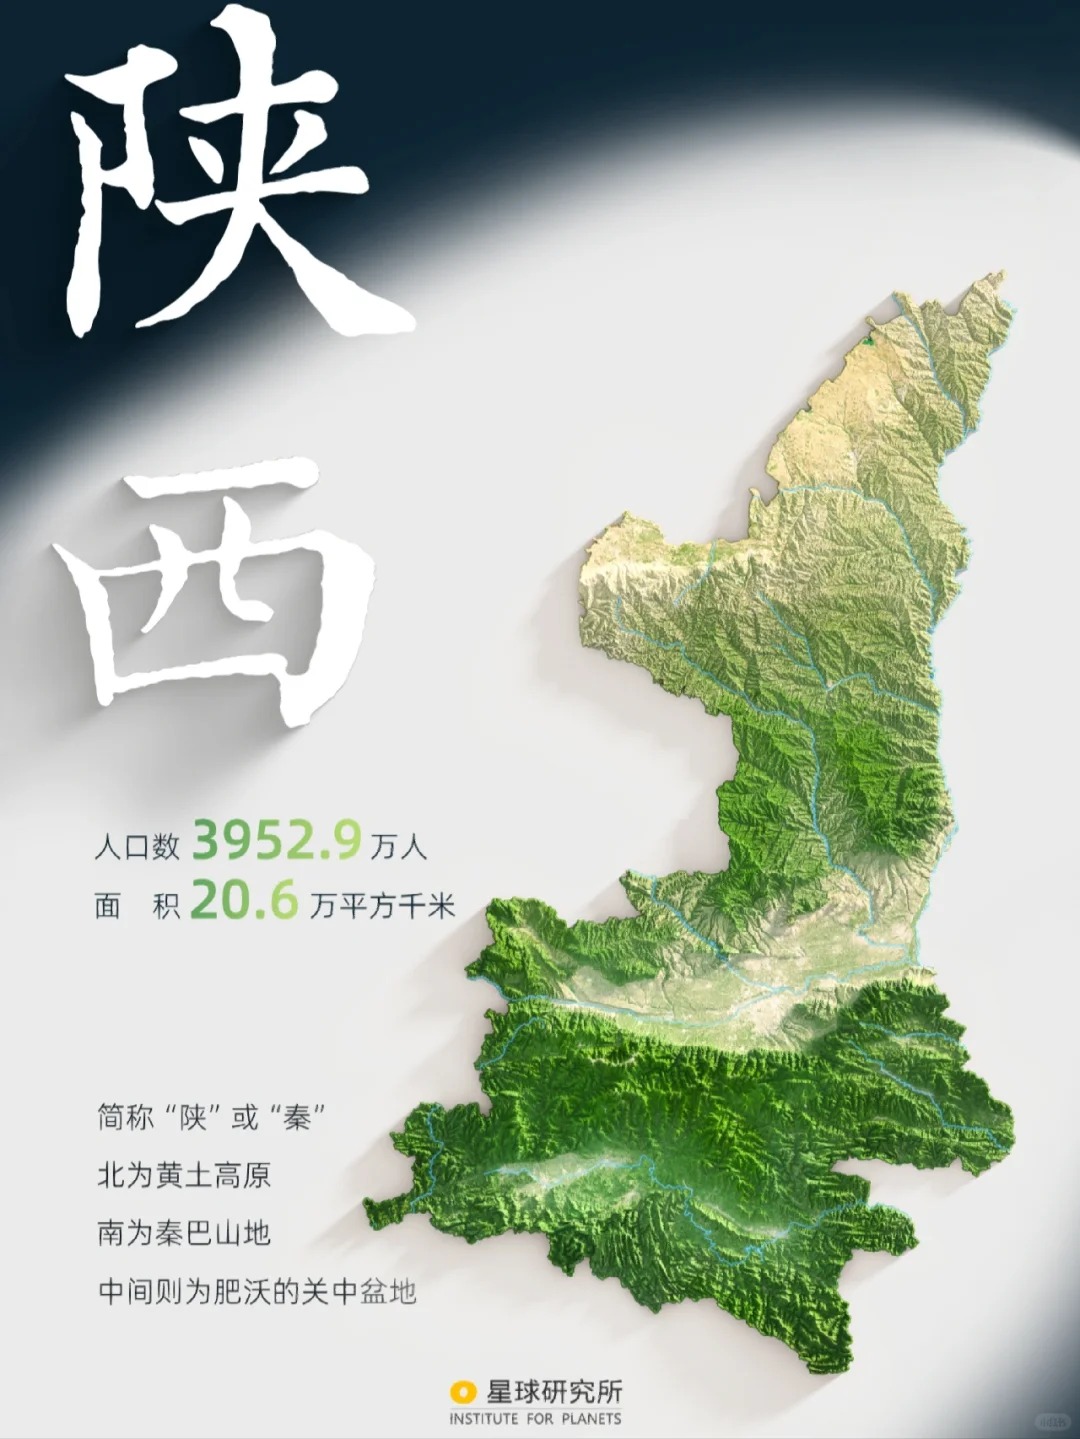 陕
西
人口数 3952.9 万人
面 积 20.6 万平方千米
简称“陕”或“秦”
北为黄土高原
南为秦巴山地
中间则为肥沃的关中盆地
星球研究所
INSTITUTE FOR PLANETS